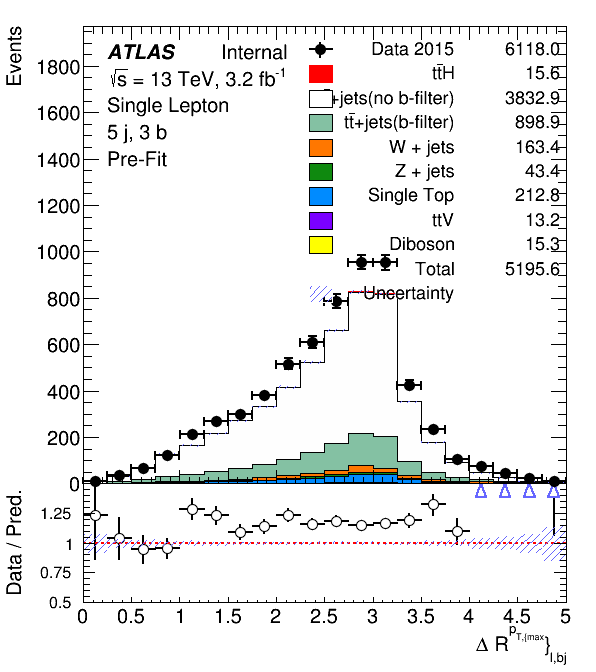 ATLAS Internal
√s = 13 TeV, 3.2 fb⁻¹
Single Lepton
5 j, 3 b
Pre-Fit
Data 2015 6118.0
tt̄H 15.6
+jets(no b-filter) 3832.9
tt̄+jets(b-filter) 898.9
W + jets 163.4
Z + jets 43.4
Single Top 212.8
ttV 13.2
Diboson 15.3
Total 5195.6
Uncertainty
Events
1800
1600
1400
1200
1000
800
600
400
200
0
Data / Pred.
1.25
1
0.75
0.5
0 0.5 1 1.5 2 2.5 3 3.5 4 4.5 5
Δ R^{p_{T,{max}}}_{l,bj}